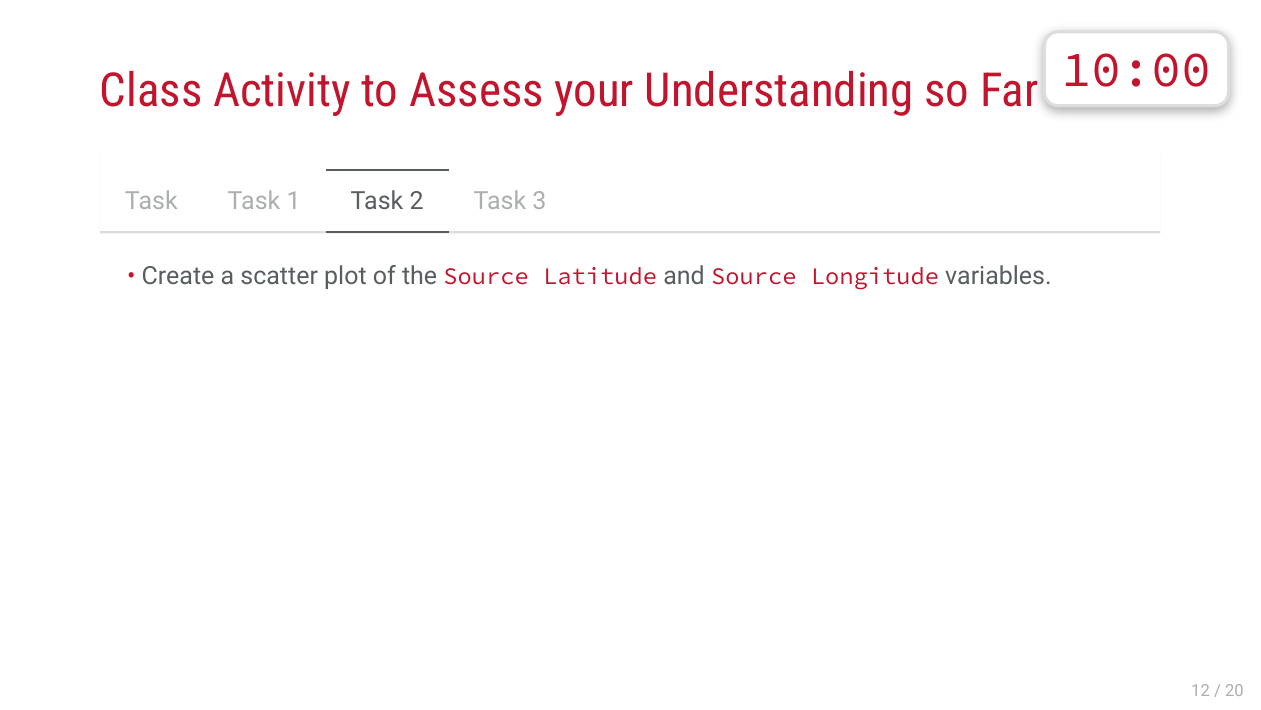 Class Activity to Assess your Understanding so Far
10:00
Task Task 1 Task 2 Task 3
• Create a scatter plot of the Source Latitude and Source Longitude variables.
12 / 20